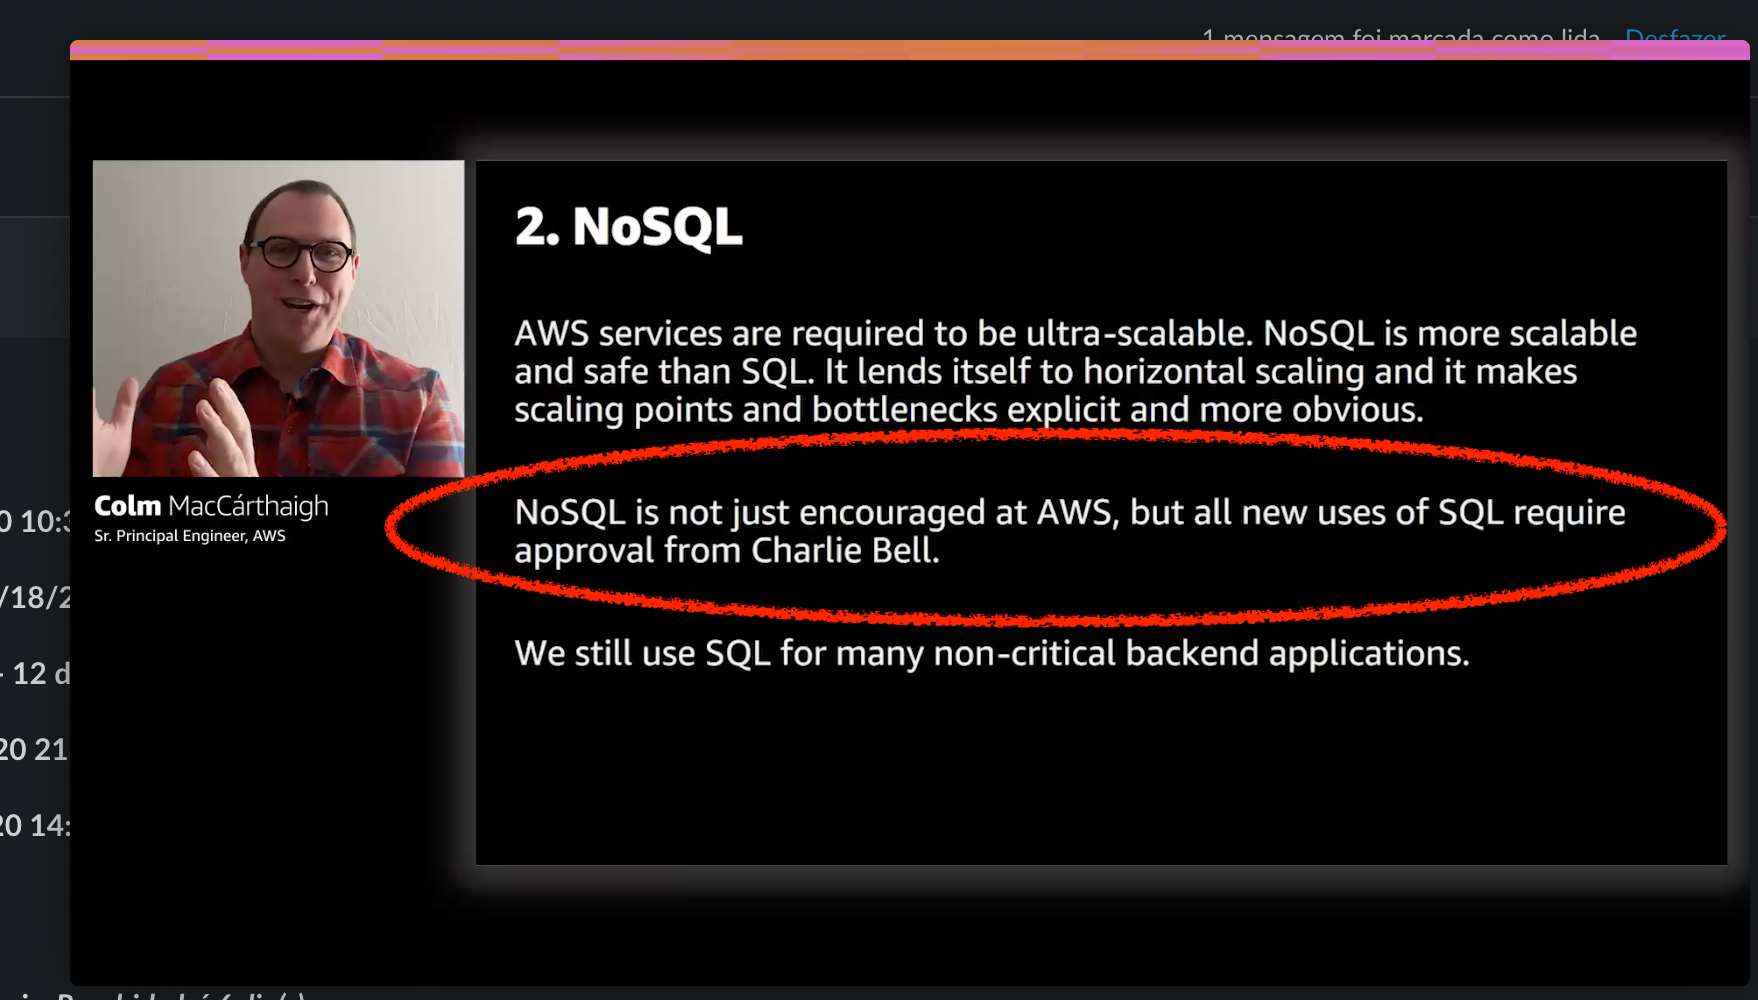 1 mensagem foi marcada como lida Desfazer
2. NoSQL
AWS services are required to be ultra-scalable. NoSQL is more scalable
and safe than SQL. It lends itself to horizontal scaling and it makes
scaling points and bottlenecks explicit and more obvious.
NoSQL is not just encouraged at AWS, but all new uses of SQL require
approval from Charlie Bell.
We still use SQL for many non-critical backend applications.
Colm MacCárthaigh
Sr. Principal Engineer, AWS
0 10:3
/18/2
- 12 d
20 21
20 14: